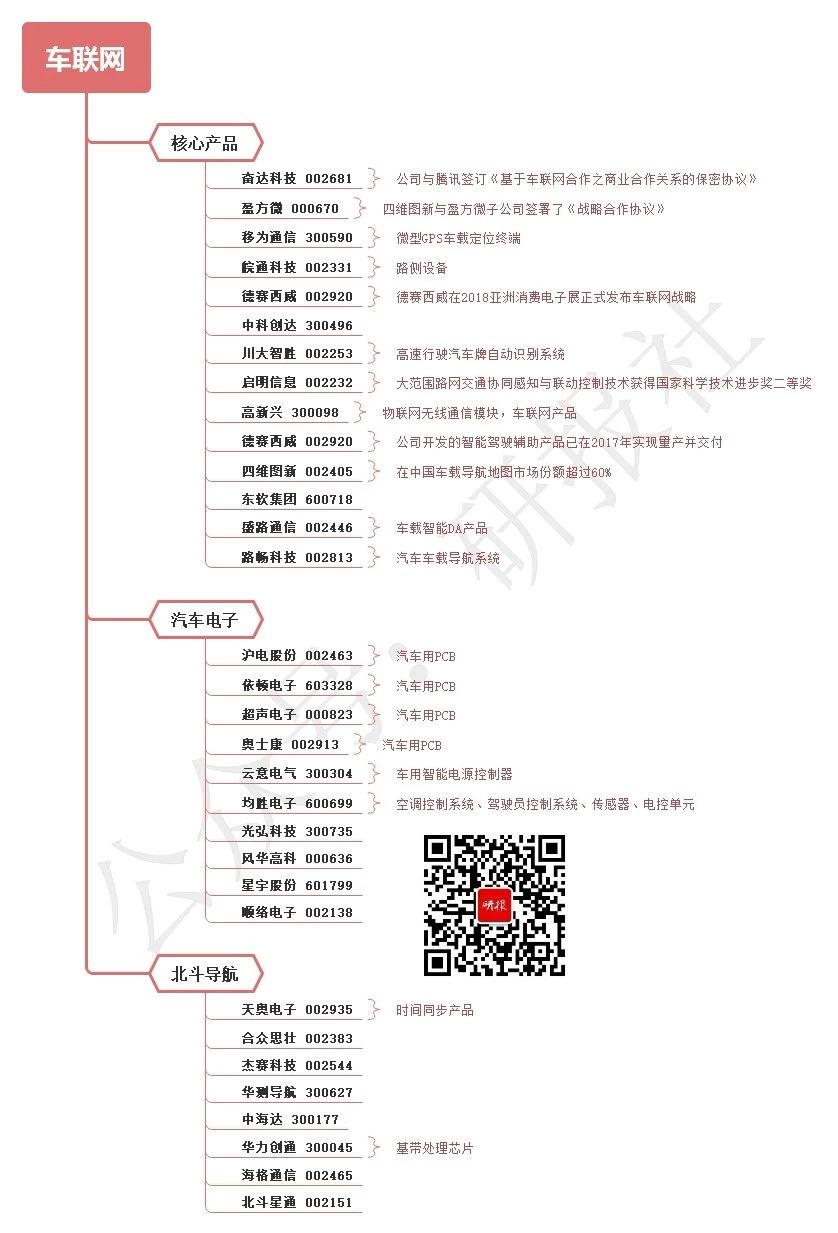 车联网
核心产品
奋达科技 002681 公司与腾讯签订《基于车联网合作之商业合作关系的保密协议》
盈方微 000670 四维图新与盈方微子公司签署了《战略合作协议》
移为通信 300590 微型GPS车载定位终端
皖通科技 002331 路侧设备
德赛西威 002920 德赛西威在2018亚洲消费电子展正式发布车联网战略
中科创达 300496
川大智胜 002253 高速行驶汽车牌自动识别系统
启明信息 002232 大范围路网交通协同感知与联动控制技术获得国家科学技术进步奖二等奖
高新兴 300098 物联网无线通信模块，车联网产品
德赛西威 002920 公司开发的智能驾驶辅助产品已在2017年实现量产并交付
四维图新 002405 在中国车载导航地图市场份额超过60%
东软集团 600718
盛路通信 002446 车载智能DA产品
路畅科技 002813 汽车车载导航系统
汽车电子
沪电股份 002463 汽车用PCB
依顿电子 603328 汽车用PCB
超声电子 000823 汽车用PCB
奥士康 002913 汽车用PCB
云意电气 300304 车用智能电源控制器
均胜电子 600699 空调控制系统、驾驶员控制系统、传感器、电控单元
光弘科技 300735
风华高科 000636
星宇股份 601799
顺络电子 002138
研报
北斗导航
天奥电子 002935 时间同步产品
合众思壮 002383
杰赛科技 002544
华测导航 300627
中海达 300177
华力创通 300045 基带处理芯片
海格通信 002465
北斗星通 002151
公众号：研报社